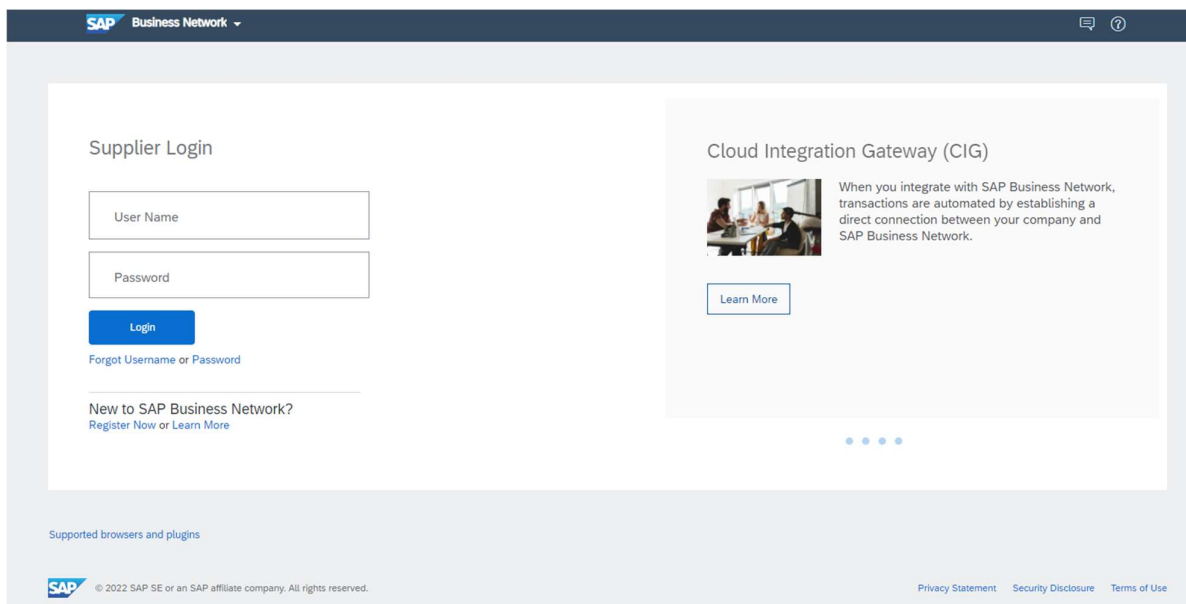 SAP Business Network
Supplier Login
User Name
Password
Login
Forgot Username or Password
New to SAP Business Network?
Register Now or Learn More
Cloud Integration Gateway (CIG)
When you integrate with SAP Business Network,
transactions are automated by establishing a
direct connection between your company and
SAP Business Network.
Learn More
Supported browsers and plugins
SAP © 2022 SAP SE or an SAP affiliate company. All rights reserved.
Privacy Statement Security Disclosure Terms of Use